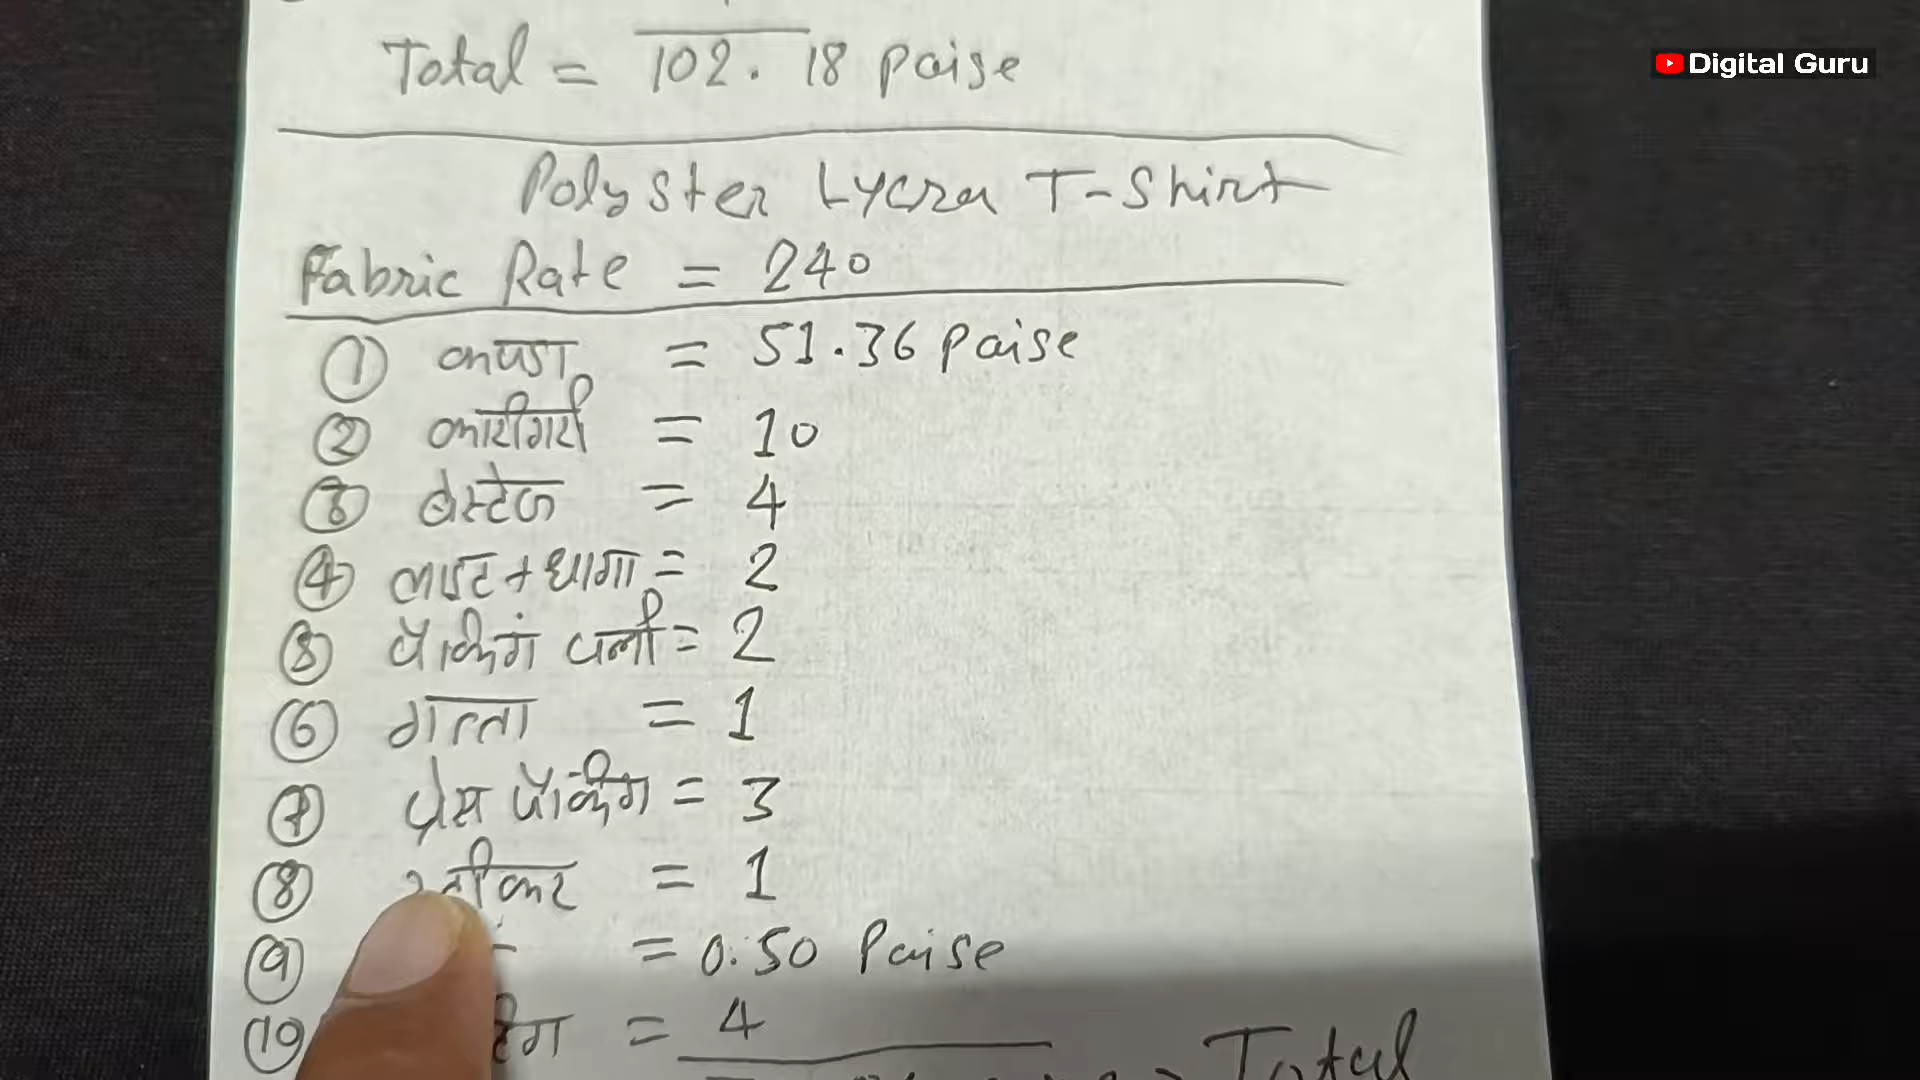 Total = 102. 18 Paise
Digital Guru
Polyster Lycra T-Shirt
Fabric Rate = 240
① कपडा = 51.36 Paise
② कारीगरी = 10
③ वेस्टेज = 4
④ लाइट + धागा = 2
⑤ पैकिंग पन्नी = 2
⑥ गत्ता = 1
⑦ प्रेस पैकिंग = 3
⑧ स्टीकर = 1
⑨ = 0.50 Paise
⑩ = 4
Total